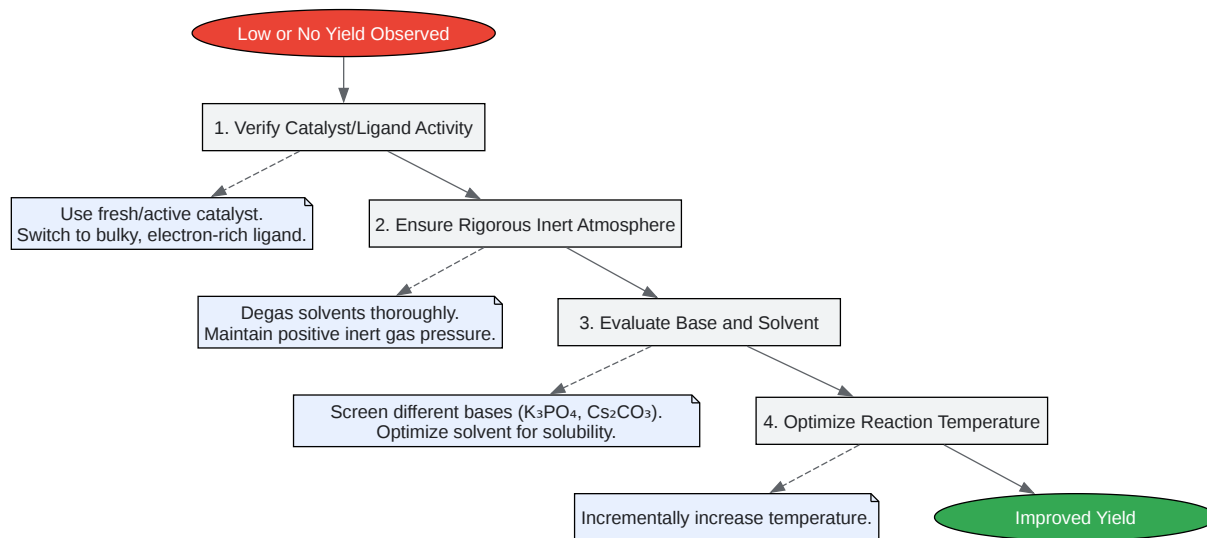 Low or No Yield Observed
1. Verify Catalyst/Ligand Activity
Use fresh/active catalyst.
Switch to bulky, electron-rich ligand.
2. Ensure Rigorous Inert Atmosphere
Degas solvents thoroughly.
Maintain positive inert gas pressure.
3. Evaluate Base and Solvent
Screen different bases (K₃PO₄, Cs₂CO₃).
Optimize solvent for solubility.
4. Optimize Reaction Temperature
Incrementally increase temperature.
Improved Yield